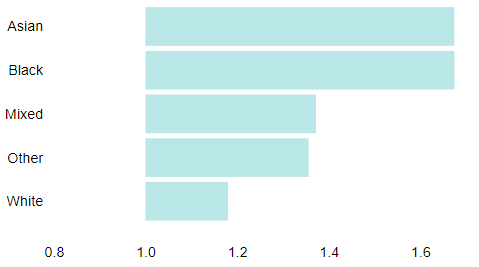 Asian
Black
Mixed
Other
White
0.8 1.0 1.2 1.4 1.6